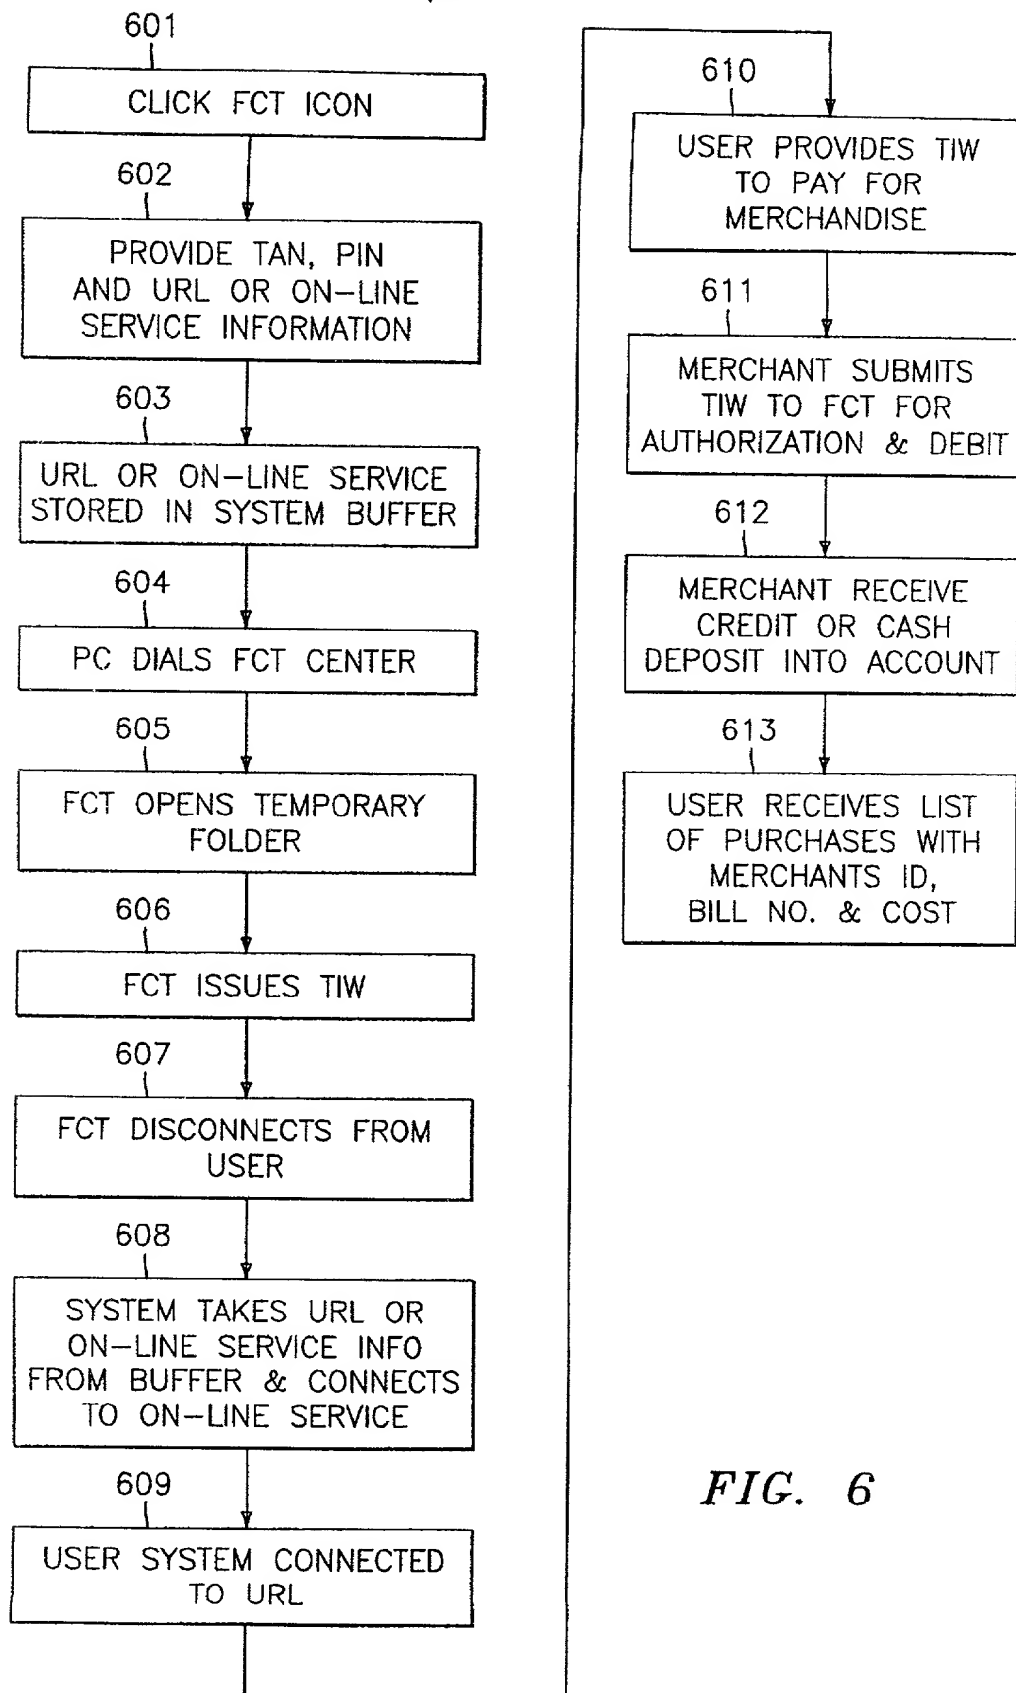 601
CLICK FCT ICON
602
PROVIDE TAN, PIN
AND URL OR ON-LINE
SERVICE INFORMATION
603
URL OR ON-LINE SERVICE
STORED IN SYSTEM BUFFER
604
PC DIALS FCT CENTER
605
FCT OPENS TEMPORARY
FOLDER
606
FCT ISSUES TIW
607
FCT DISCONNECTS FROM
USER
608
SYSTEM TAKES URL OR
ON-LINE SERVICE INFO
FROM BUFFER & CONNECTS
TO ON-LINE SERVICE
609
USER SYSTEM CONNECTED
TO URL
610
USER PROVIDES TIW
TO PAY FOR
MERCHANDISE
611
MERCHANT SUBMITS
TIW TO FCT FOR
AUTHORIZATION & DEBIT
612
MERCHANT RECEIVE
CREDIT OR CASH
DEPOSIT INTO ACCOUNT
613
USER RECEIVES LIST
OF PURCHASES WITH
MERCHANTS ID,
BILL NO. & COST
FIG. 6